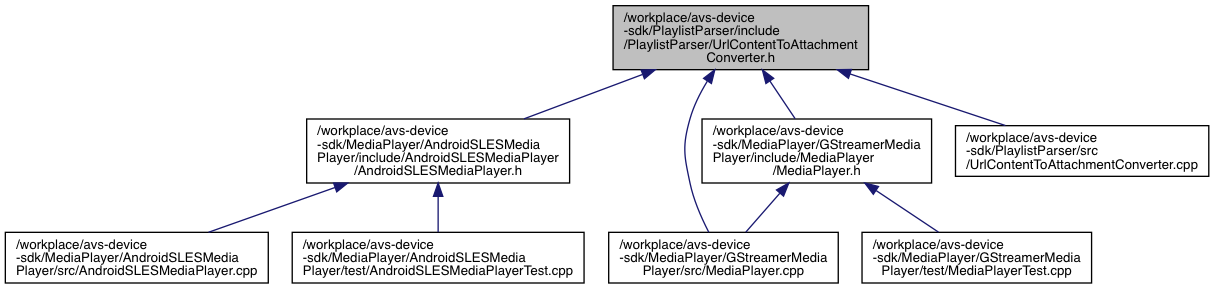 /workplace/avs-device
-sdk/PlaylistParser/include
/PlaylistParser/UrlContentToAttachment
Converter.h
/workplace/avs-device
-sdk/MediaPlayer/AndroidSLESMedia
Player/include/AndroidSLESMediaPlayer
/AndroidSLESMediaPlayer.h
/workplace/avs-device
-sdk/MediaPlayer/GStreamerMedia
Player/include/MediaPlayer
/MediaPlayer.h
/workplace/avs-device
-sdk/PlaylistParser/src
/UrlContentToAttachmentConverter.cpp
/workplace/avs-device
-sdk/MediaPlayer/AndroidSLESMedia
Player/src/AndroidSLESMediaPlayer.cpp
/workplace/avs-device
-sdk/MediaPlayer/AndroidSLESMedia
Player/test/AndroidSLESMediaPlayerTest.cpp
/workplace/avs-device
-sdk/MediaPlayer/GStreamerMedia
Player/src/MediaPlayer.cpp
/workplace/avs-device
-sdk/MediaPlayer/GStreamerMedia
Player/test/MediaPlayerTest.cpp